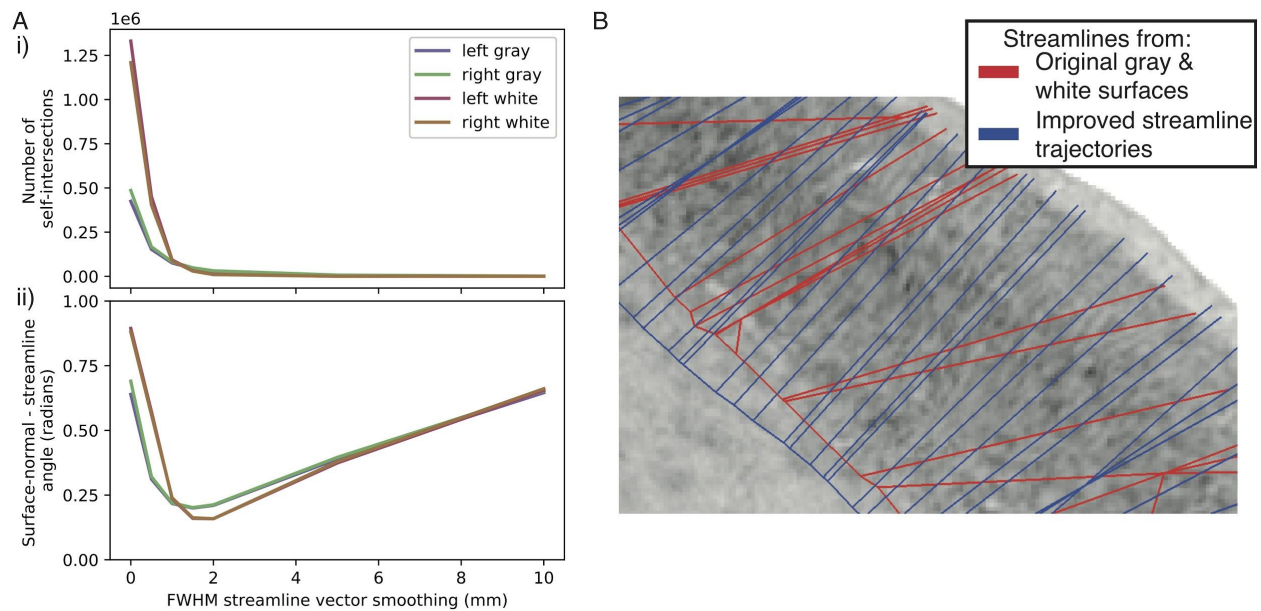 A
i)
1e6
1.25
1.00
0.75
0.50
0.25
0.00
Number of
self-intersections
left gray
right gray
left white
right white
ii)
1.00
0.75
0.50
0.25
0.00
Surface-normal - streamline
angle (radians)
0
2
4
6
8
10
FWHM streamline vector smoothing (mm)
B
Streamlines from:
Original gray &
white surfaces
Improved streamline
trajectories